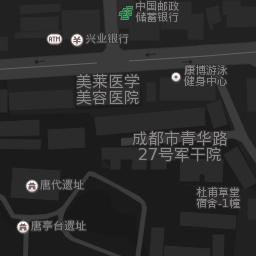 中国邮政
储蓄银行
ATM
¥
兴业银行
康博游泳
健身中心
美莱医学
美容医院
成都市青华路
27号军干院
唐代遗址
杜甫草堂
宿舍-1幢
唐亭台遗址